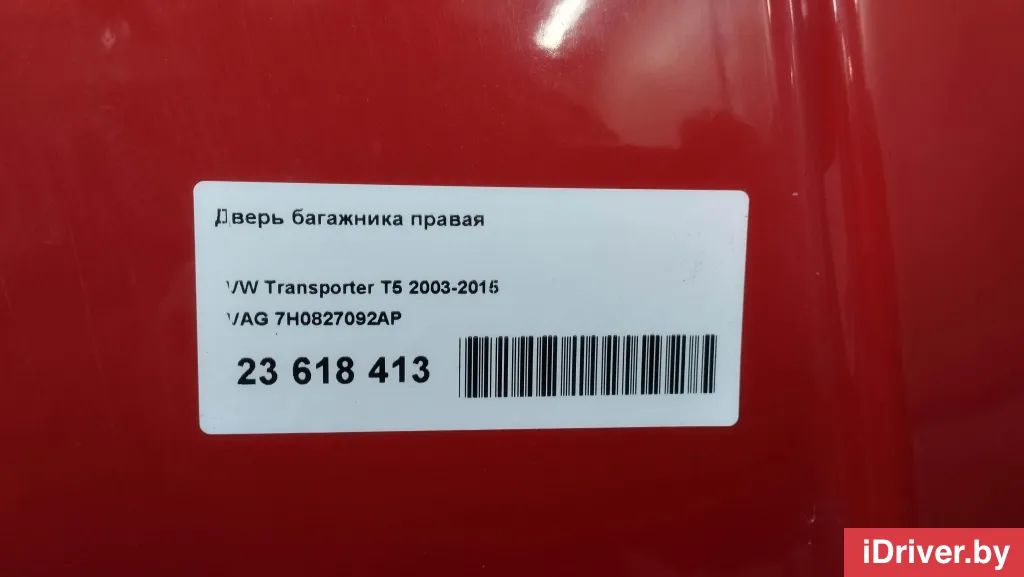 Дверь багажника правая
VW Transporter T5 2003-2015
VAG 7H0827092AP
23 618 413
iDriver.by